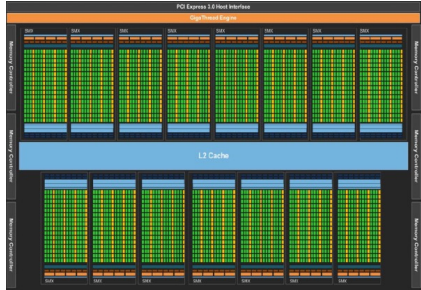 PCI Express 3.0 Host Interface
GigaThread Engine
SMX SMX SMX SMX SMX SMX SMX SMX
Memory Controller
Memory Controller
Memory Controller
Memory Controller
L2 Cache
Memory Controller
Memory Controller
SMX SMX SMX SMX SMX SMX SMX